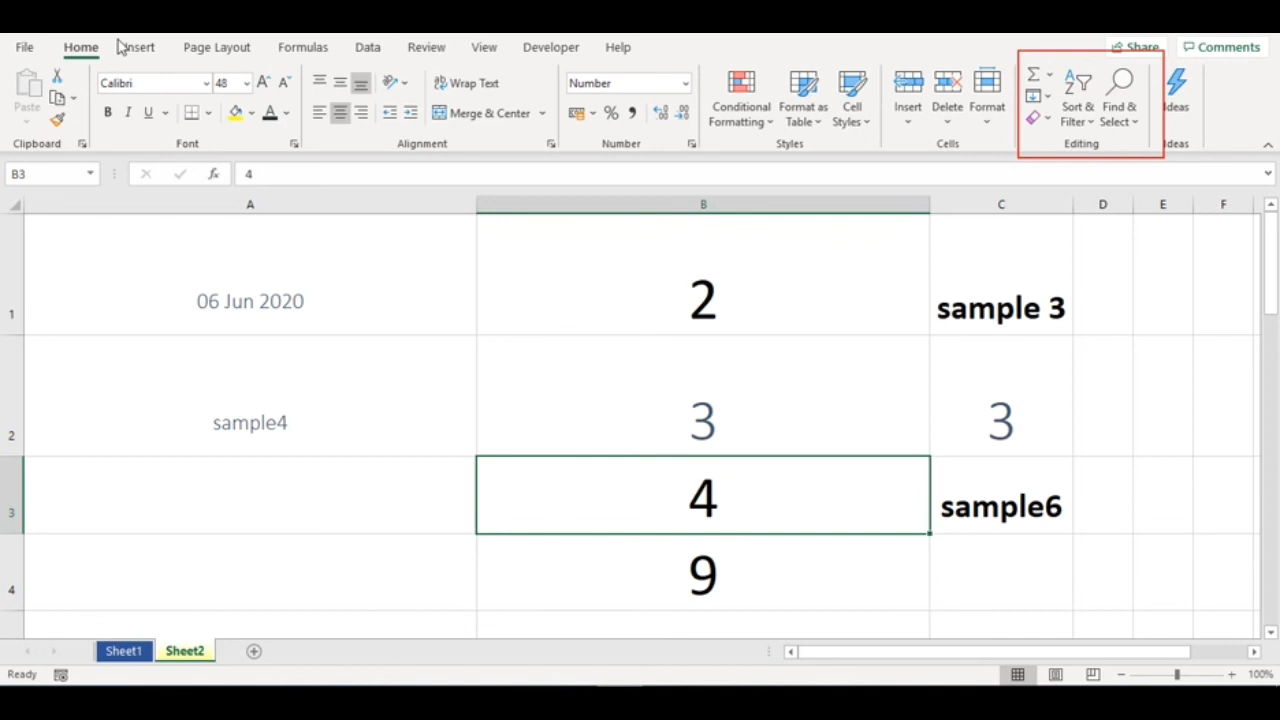 File Home Insert Page Layout Formulas Data Review View Developer Help Share Comments
Paste
Calibri 48 A A
B I U A
Clipboard
Font
Wrap Text
Merge & Center
Alignment
Number
%
Number
Conditional
Formatting
Format as
Table
Cell
Styles
Styles
Insert
Delete
Format
Cells
Sort &
Filter
Find &
Select
Editing
Ideas
Ideas
B3 fx 4
A B C D E F
1 06 Jun 2020 2 sample 3
2 sample4 3 3
3 4 sample6
4 9
Sheet1 Sheet2
Ready 100%